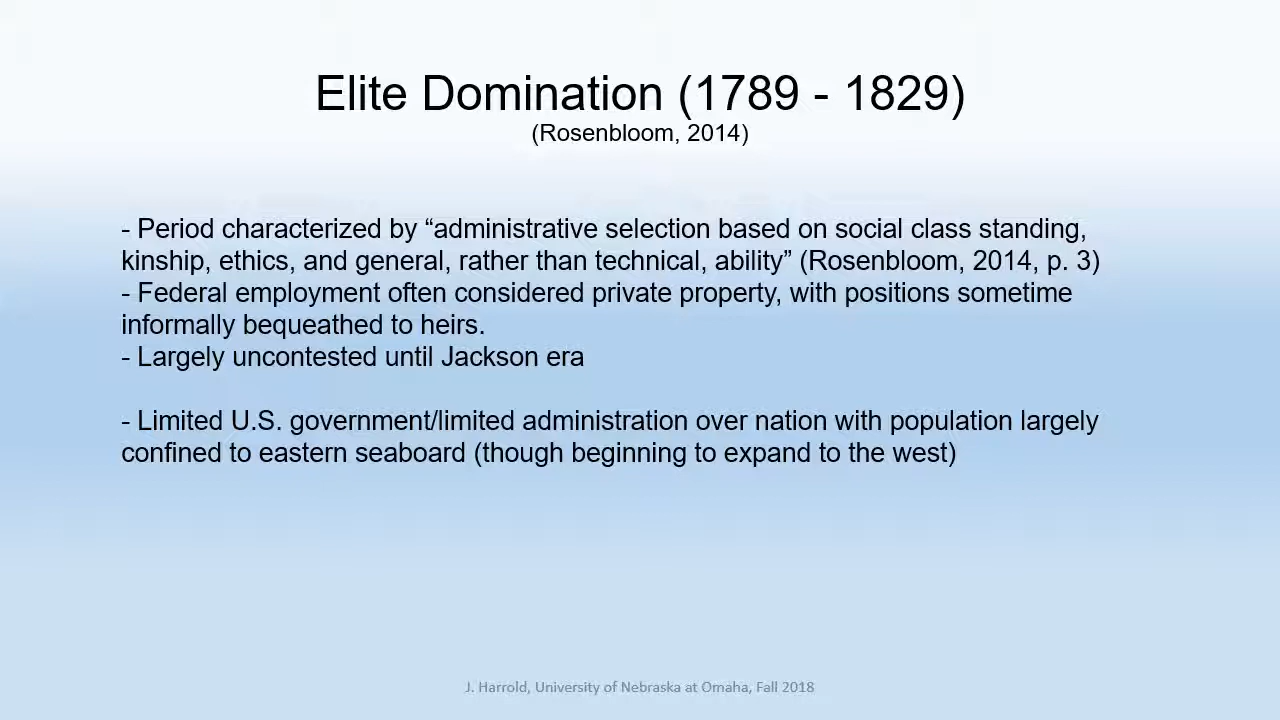 Elite Domination (1789 - 1829)
(Rosenbloom, 2014)
- Period characterized by “administrative selection based on social class standing,
kinship, ethics, and general, rather than technical, ability” (Rosenbloom, 2014, p. 3)
- Federal employment often considered private property, with positions sometime
informally bequeathed to heirs.
- Largely uncontested until Jackson era
- Limited U.S. government/limited administration over nation with population largely
confined to eastern seaboard (though beginning to expand to the west)
J. Harrold, University of Nebraska at Omaha, Fall 2018